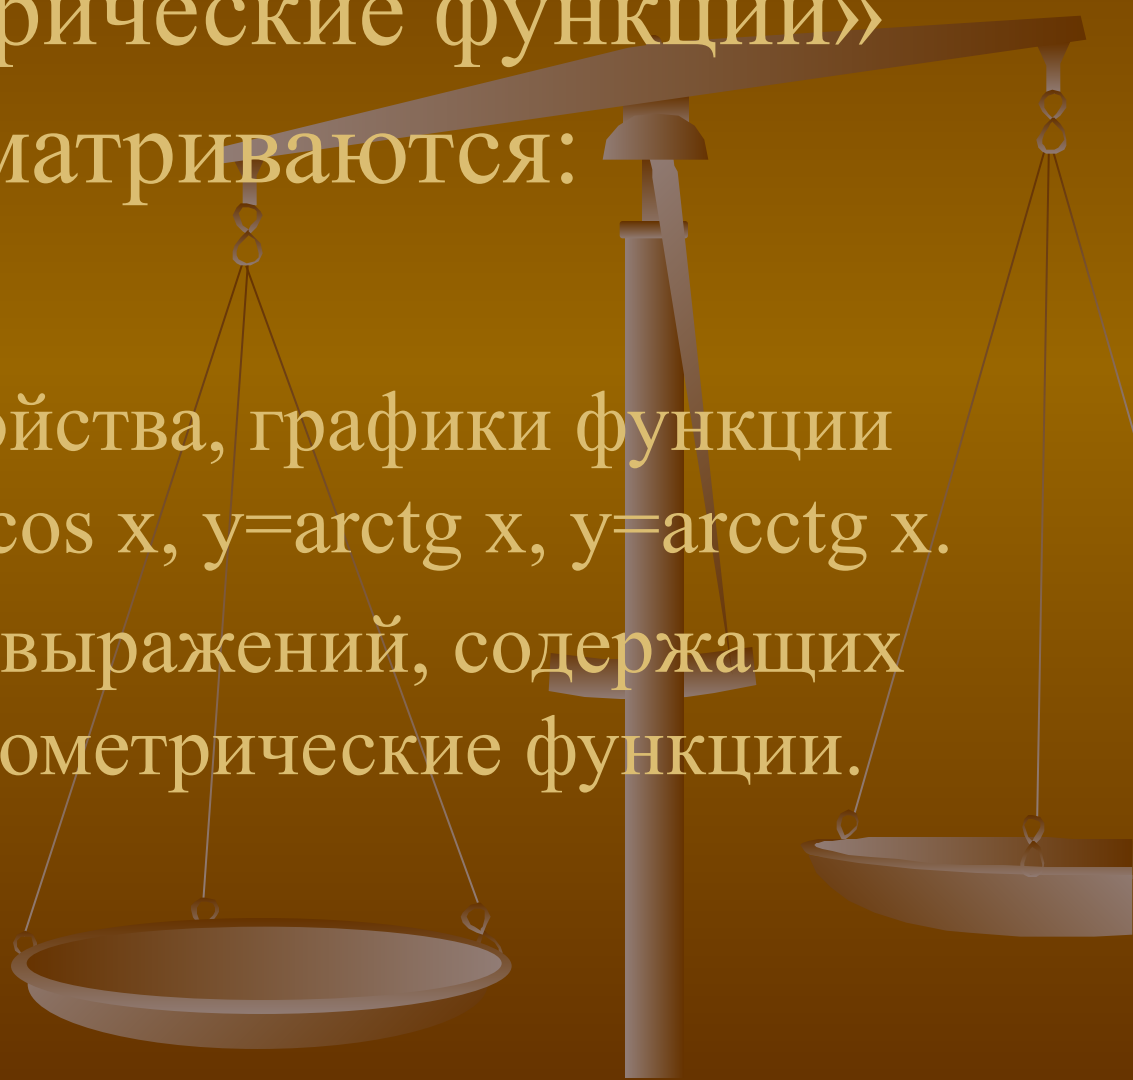 рические функции»
матриваются:
ойства, графики функции
cos x, y=arctg x, y=arcctg x.
выражений, содержащих
ометрические функции.